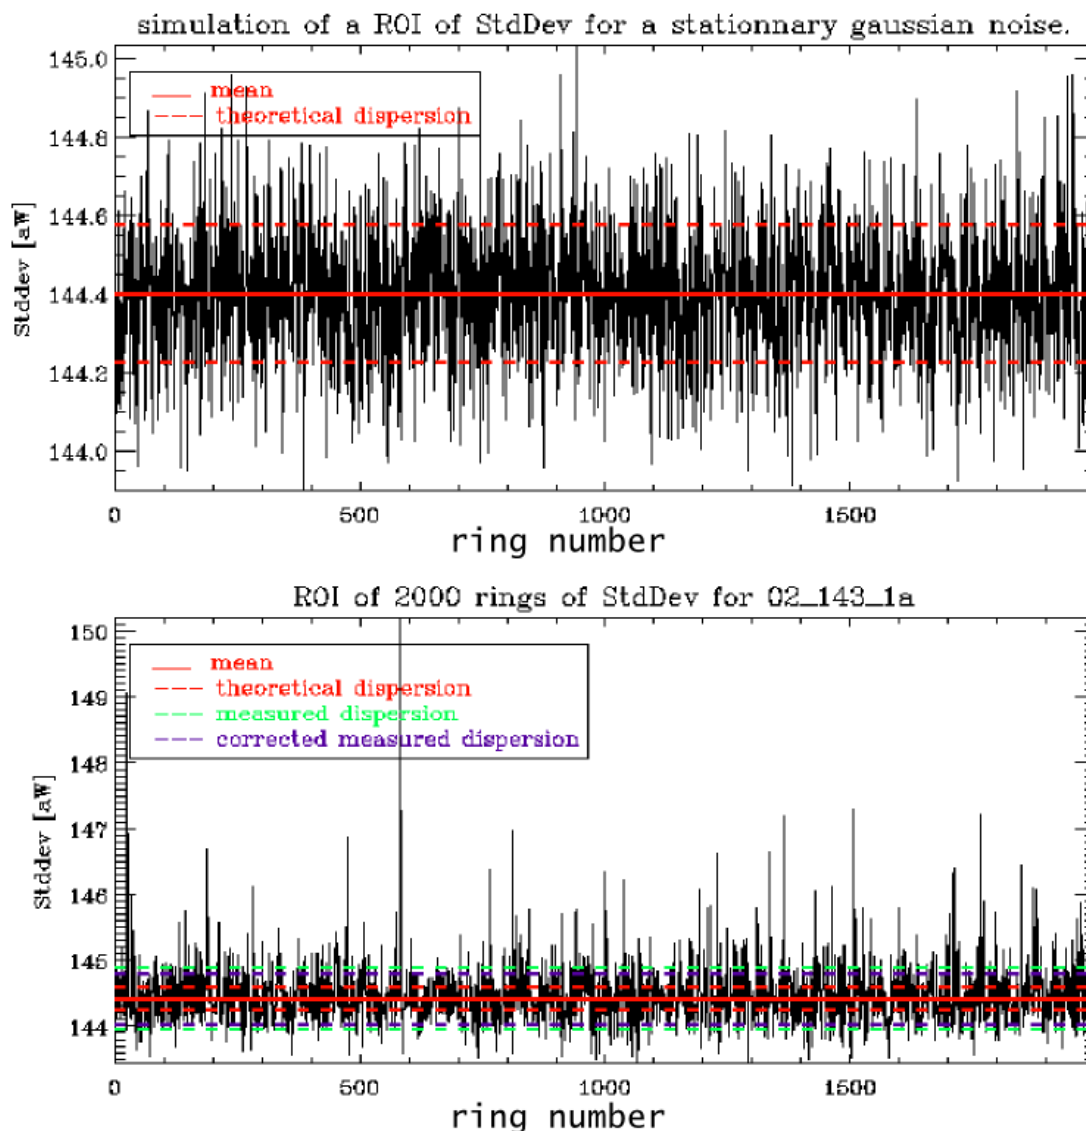 simulation of a ROI of StdDev for a stationnary gaussian noise.
145.0
mean
theoretical dispersion
144.8
144.6
Stddev [aW]
144.4
144.2
144.0
0 500 1000 1500
ring number
ROI of 2000 rings of StdDev for 02_143_1a
150
mean
theoretical dispersion
149
measured dispersion
corrected measured dispersion
148
147
Stddev [aW]
146
145
144
0 500 1000 1500
ring number